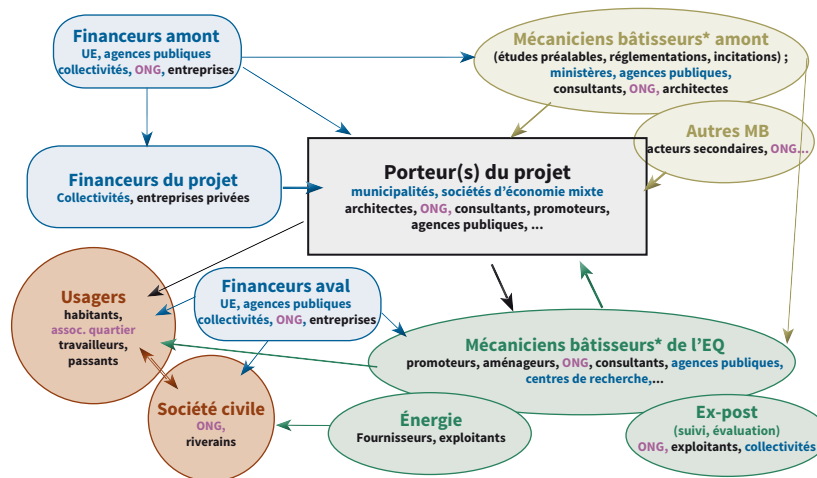 Financeurs amont
UE, agences publiques
collectivités, ONG, entreprises
Mécaniciens bâtisseurs* amont
(études préalables, réglementations, incitations) ;
ministères, agences publiques,
consultants, ONG, architectes
Autres MB
acteurs secondaires, ONG...
Financeurs du projet
Collectivités, entreprises privées
Porteur(s) du projet
municipalités, sociétés d’économie mixte
architectes, ONG, consultants, promoteurs,
agences publiques, ...
Usagers
habitants,
assoc. quartier
travailleurs,
passants
Financeurs aval
UE, agences publiques
collectivités, ONG, entreprises
Mécaniciens bâtisseurs* de l’EQ
promoteurs, aménageurs, ONG, consultants, agences publiques,
centres de recherche,...
Société civile
ONG,
riverains
Énergie
Fournisseurs, exploitants
Ex-post
(suivi, évaluation)
ONG, exploitants, collectivités